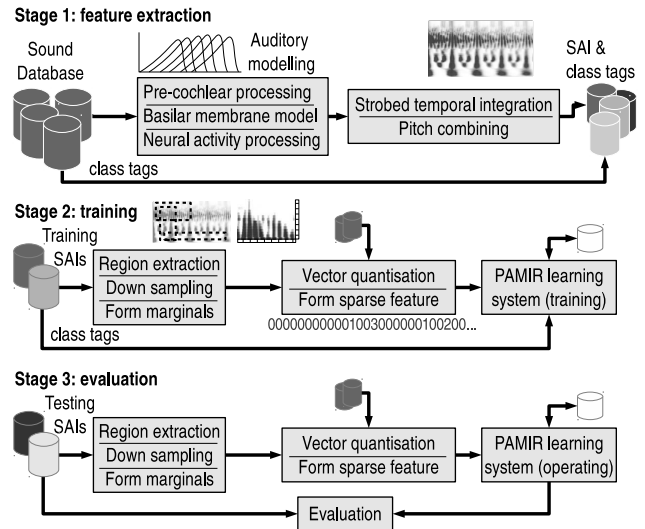 Stage 1: feature extraction
Sound
Database
Auditory
modelling
SAI &
class tags
Pre-cochlear processing
Basilar membrane model
Neural activity processing
Strobed temporal integration
Pitch combining
class tags
Stage 2: training
Training
SAIs
Region extraction
Down sampling
Form marginals
Vector quantisation
Form sparse feature
PAMIR learning
system (training)
0000000000010030000001002​00...
class tags
Stage 3: evaluation
Testing
SAIs
Region extraction
Down sampling
Form marginals
Vector quantisation
Form sparse feature
PAMIR learning
system (operating)
Evaluation